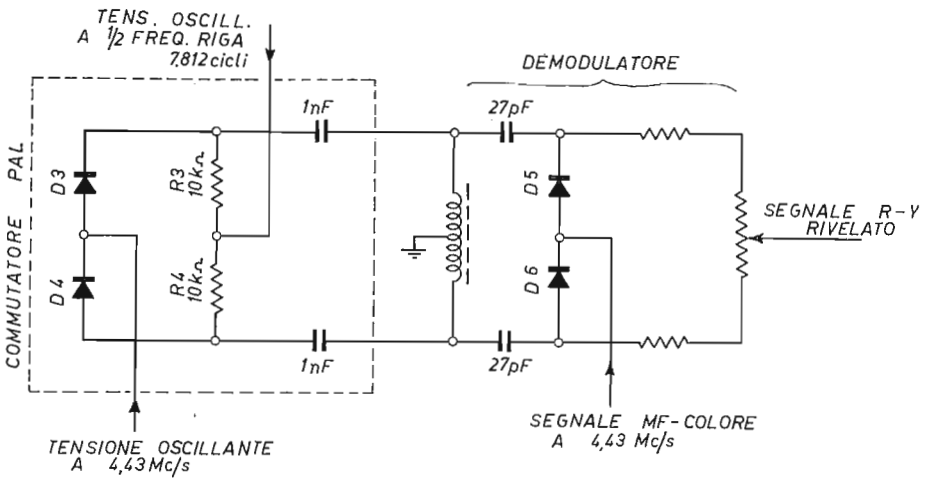 TENS. OSCILL.
A 1/2 FREQ. RIGA
7.812 cicli
DEMODULATORE
1nF
27pF
COMMUTATORE PAL
D3
R3
10kΩ
D5
SEGNALE R-Y
RIVELATO
D4
R4
10kΩ
D6
1nF
27pF
TENSIONE OSCILLANTE
A 4,43 Mc/s
SEGNALE MF-COLORE
A 4,43 Mc/s